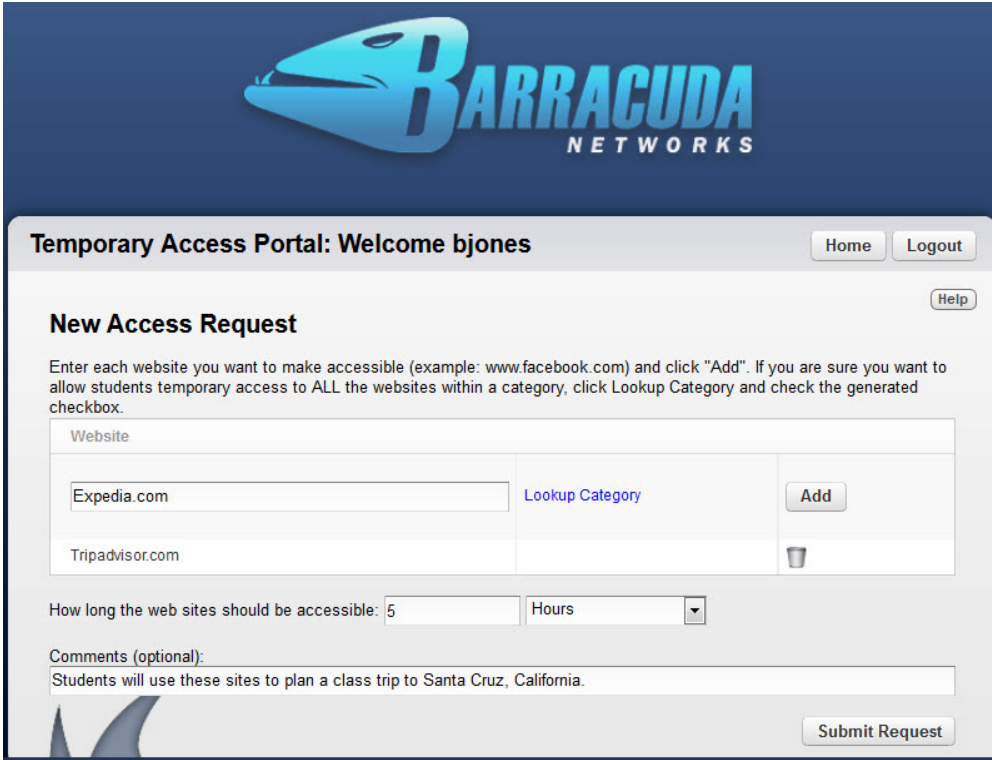 BARRACUDA
NETWORKS
Temporary Access Portal: Welcome bjones
Home
Logout
Help
New Access Request
Enter each website you want to make accessible (example: www.facebook.com) and click "Add". If you are sure you want to
allow students temporary access to ALL the websites within a category, click Lookup Category and check the generated
checkbox.
Website
Expedia.com
Lookup Category
Add
Tripadvisor.com
How long the web sites should be accessible: 5 Hours
Comments (optional):
Students will use these sites to plan a class trip to Santa Cruz, California.
Submit Request